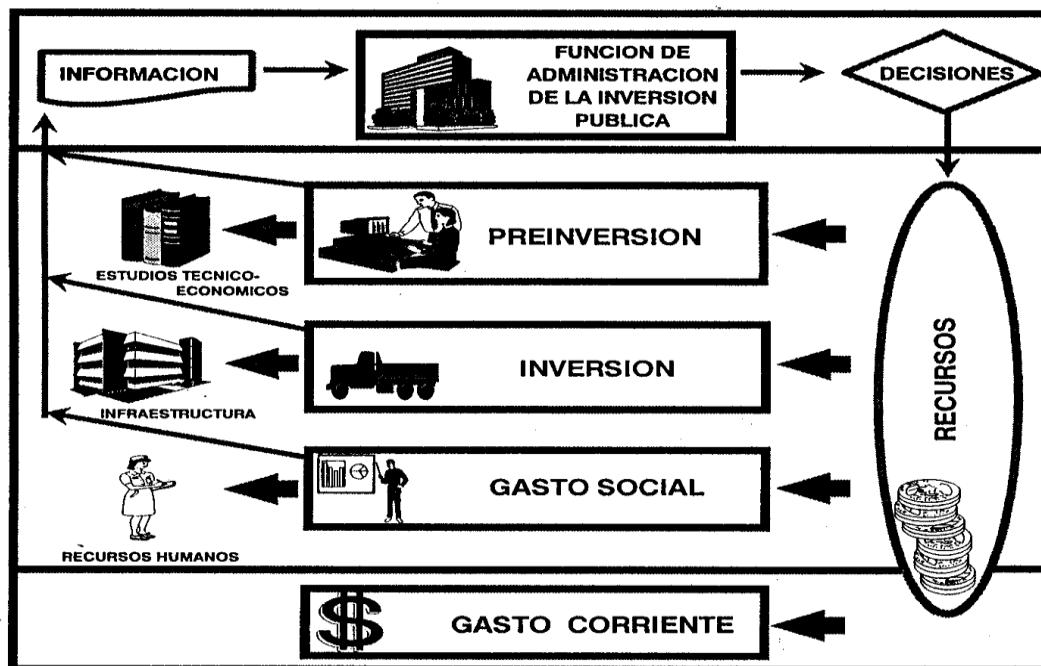 INFORMACION
FUNCION DE
ADMINISTRACION
DE LA INVERSION
PUBLICA
DECISIONES
PREINVERSION
ESTUDIOS TECNICO-
ECONOMICOS
INVERSION
INFRAESTRUCTURA
GASTO SOCIAL
RECURSOS HUMANOS
RECURSOS
$ GASTO CORRIENTE